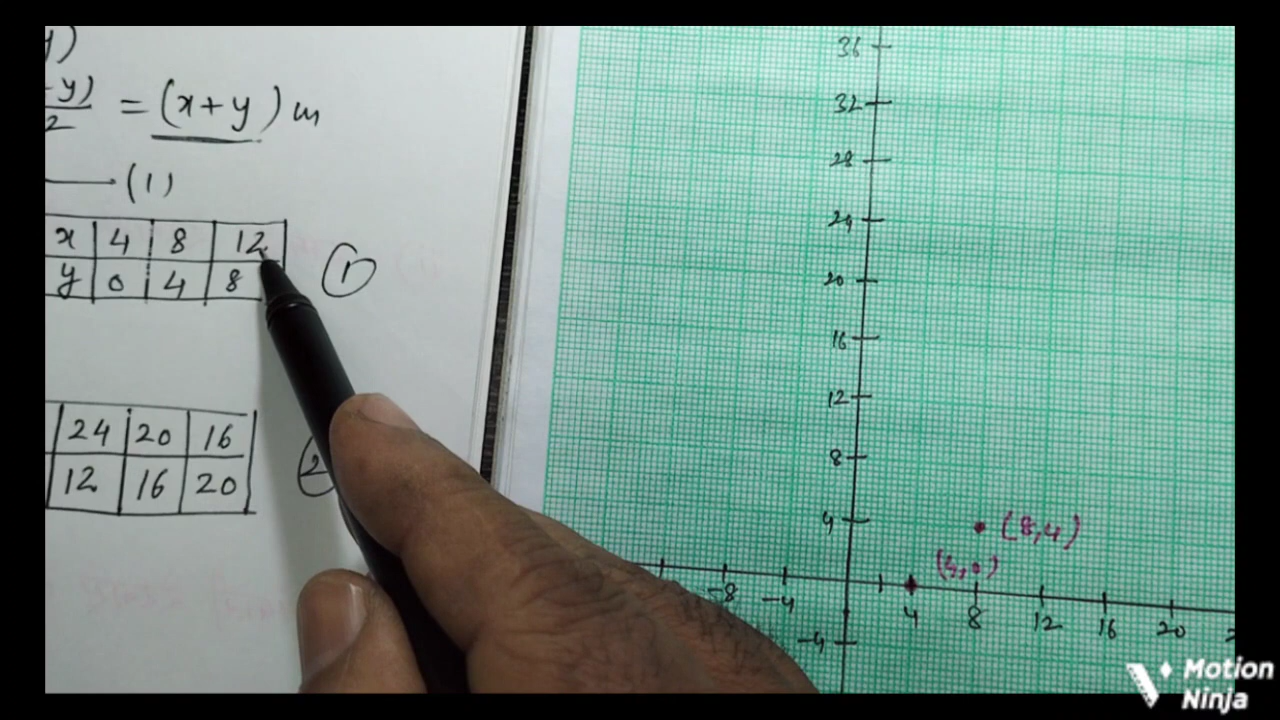 y)
+y)/2 = (x+y) m
(1)
x 4 8 12
y 0 4 8
1
24 20 16
12 16 20
2
36
32
28
24
20
16
12
8
4
(8,4)
(4,0)
-8 -4 4 8 12 16 20
-4
Motion
Ninja